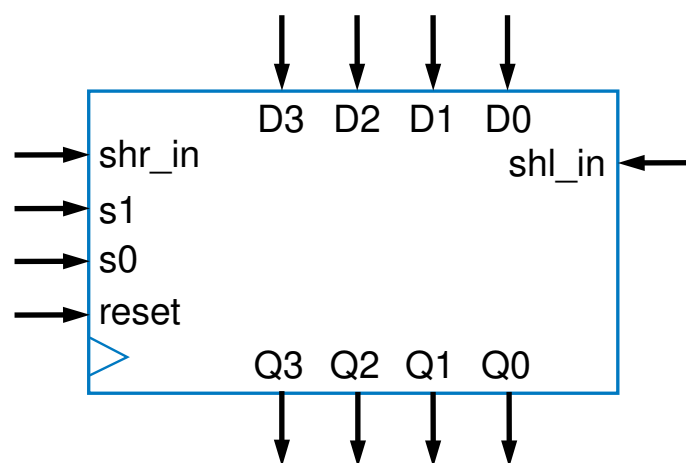 D3 D2 D1 D0
shr_in
shl_in
s1
s0
reset
Q3 Q2 Q1 Q0